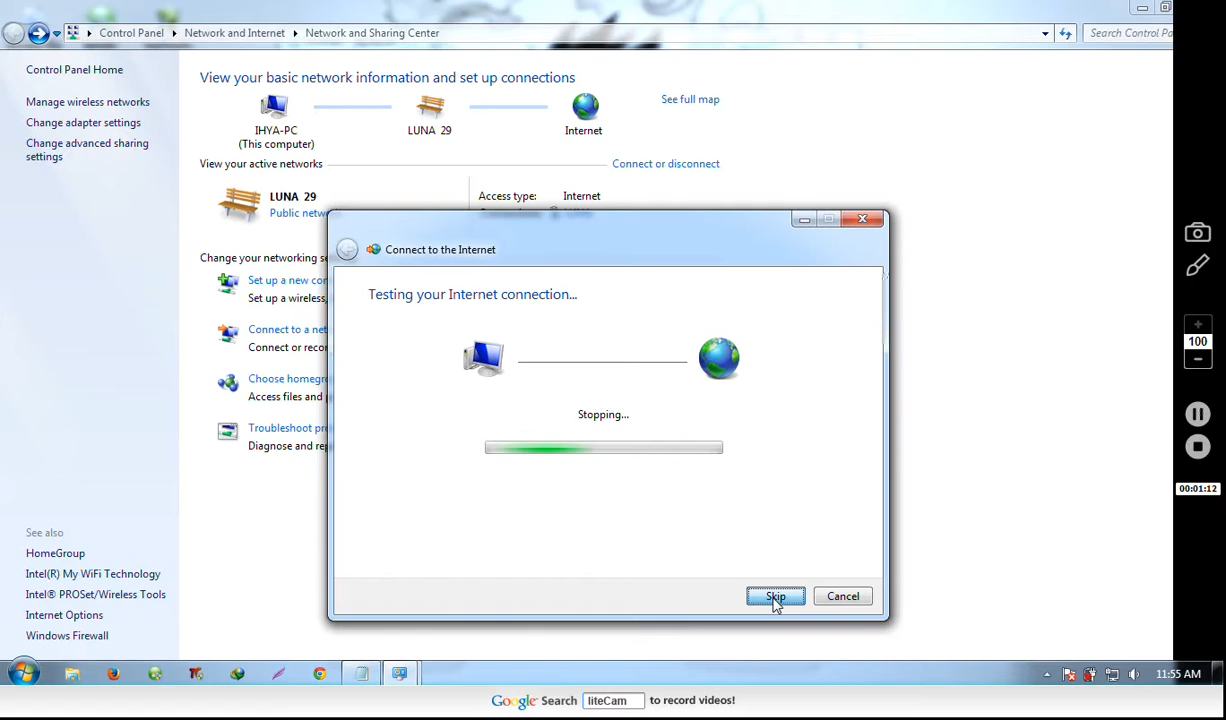 Control Panel Network and Internet Network and Sharing Center
Search Control Pa
Control Panel Home
Manage wireless networks
Change adapter settings
Change advanced sharing
settings
View your basic network information and set up connections
See full map
IHYA-PC
(This computer)
LUNA 29
Internet
View your active networks
Connect or disconnect
LUNA 29
Public netw
Access type: Internet
Change your networking se
Set up a new con
Set up a wireless,
Connect to a net
Connect or recor
Choose homegro
Access files and p
Troubleshoot pro
Diagnose and rep
Connect to the Internet
Testing your Internet connection...
Stopping...
Skip
Cancel
See also
HomeGroup
Intel(R) My WiFi Technology
Intel® PROSet/Wireless Tools
Internet Options
Windows Firewall
100
00:01:12
11:55 AM
Google™ Search liteCam to record videos!